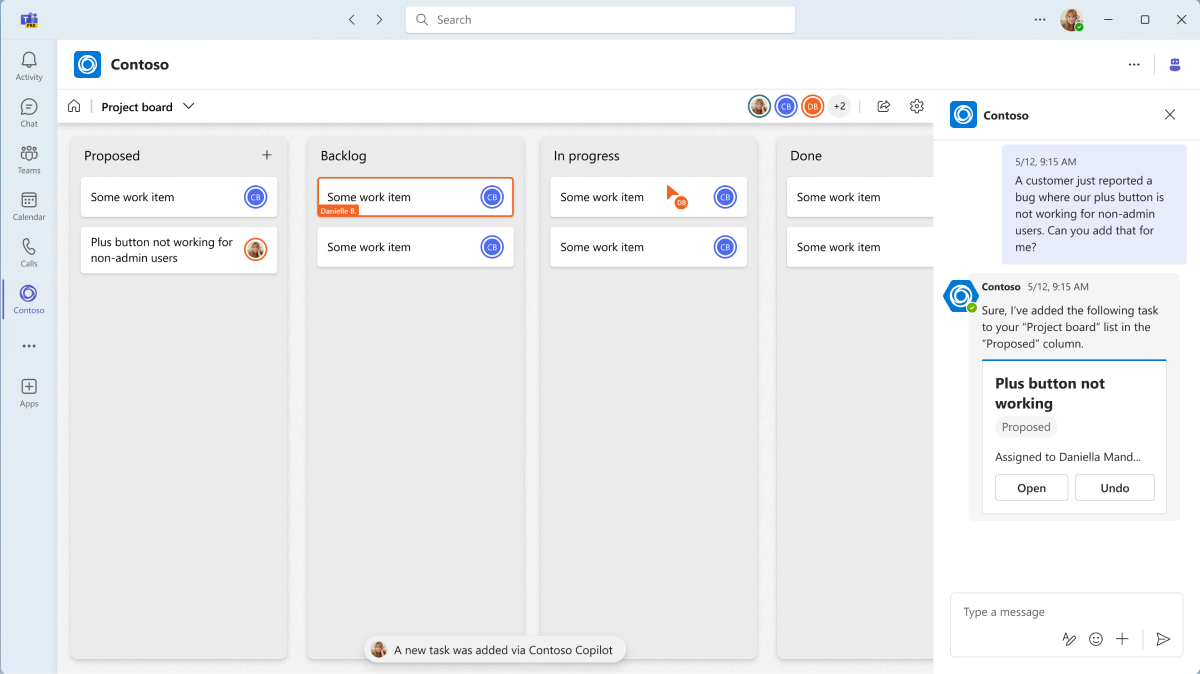 PRE
Search
Activity
Chat
Teams
Calendar
Calls
Contoso
Apps
Contoso
Project board
CB
DB
+2
Proposed
Some work item
CB
Plus button not working for
non-admin users
Backlog
Some work item
CB
Danielle B.
Some work item
CB
In progress
Some work item
DB
CB
Some work item
CB
Done
Some work item
Some work item
A new task was added via Contoso Copilot
Contoso
5/12, 9:15 AM
A customer just reported a
bug where our plus button is
not working for non-admin
users. Can you add that for
me?
Contoso 5/12, 9:15 AM
Sure, I’ve added the following task
to your “Project board” list in the
“Proposed” column.
Plus button not
working
Proposed
Assigned to Daniella Mand...
Open
Undo
Type a message